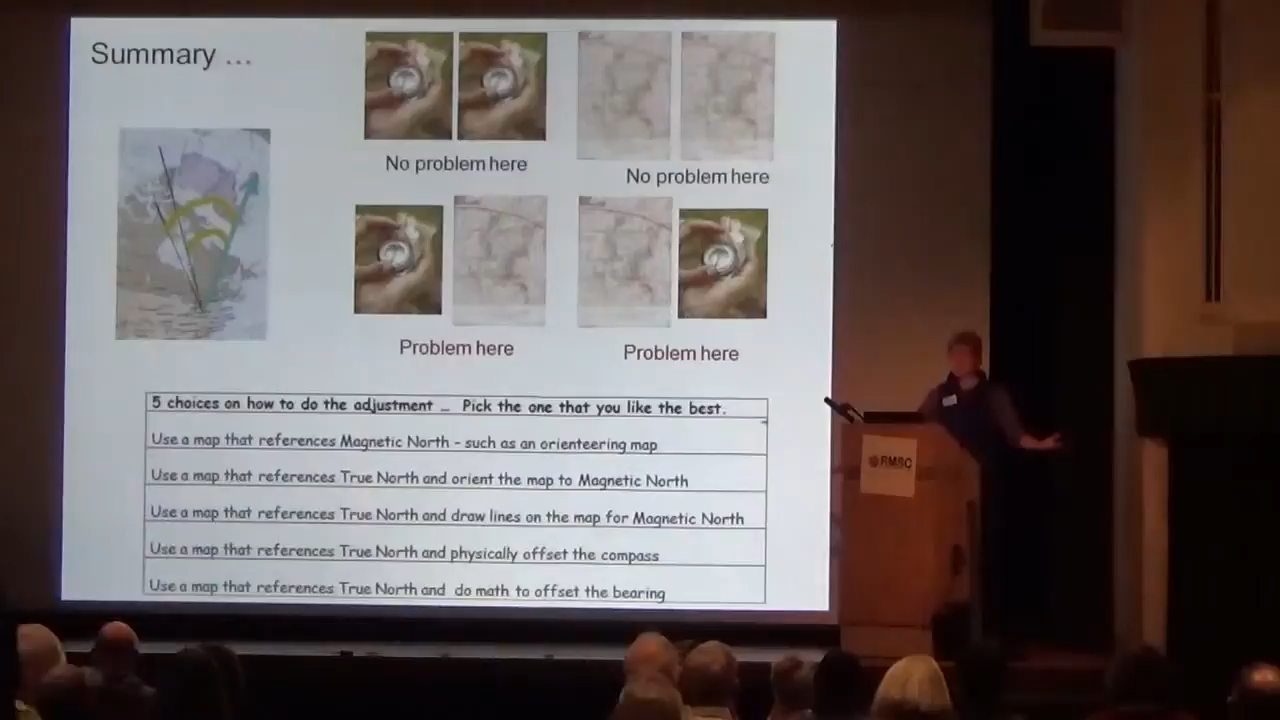 Summary ...
No problem here
No problem here
Problem here
Problem here
5 choices on how to do the adjustment ... Pick the one that you like the best.
Use a map that references Magnetic North - such as an orienteering map
Use a map that references True North and orient the map to Magnetic North
Use a map that references True North and draw lines on the map for Magnetic North
Use a map that references True North and physically offset the compass
Use a map that references True North and do math to offset the bearing
RMSC